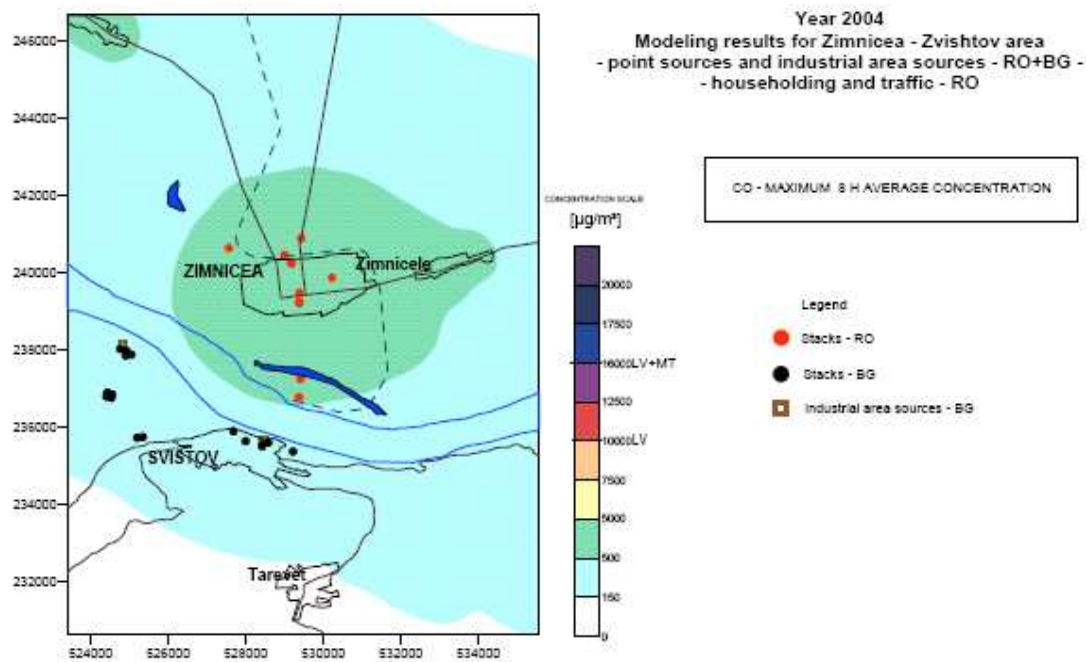 Year 2004
Modeling results for Zimnicea - Zvishtov area
- point sources and industrial area sources - RO+BG -
- householding and traffic - RO
CO - MAXIMUM 8 H AVERAGE CONCENTRATION
CONCENTRATION SCALE
[µg/m³]
20000
17500
16000LV+MT
12500
10000LV
7500
5000
500
150
0
Legend
Stacks - RO
Stacks - BG
Industrial area sources - BG
246000
244000
242000
240000
238000
236000
234000
232000
ZIMNICEA
Zimnicele
SVISTOV
Tarevet
524000
526000
528000
530000
532000
534000